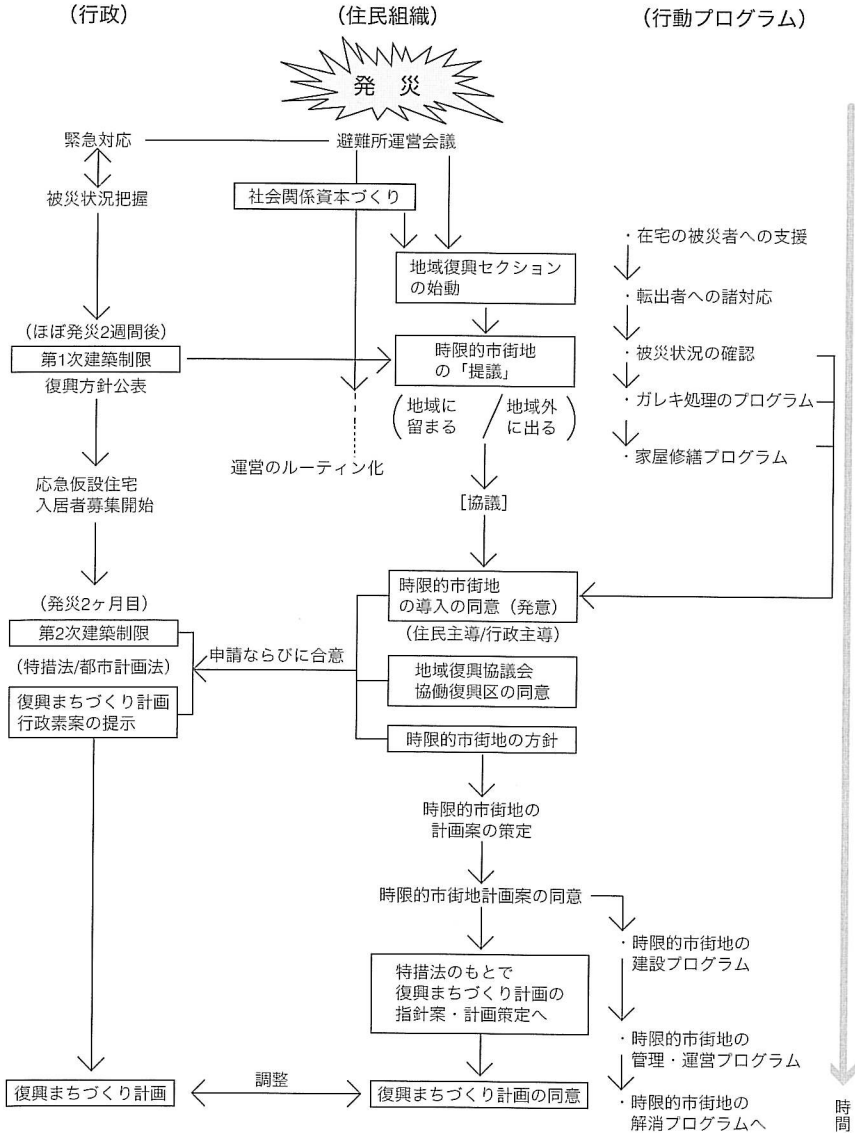 （行政）
（住民組織）
（行動プログラム）
発 災
緊急対応
避難所運営会議
被災状況把握
社会関係資本づくり
・在宅の被災者への支援
地域復興セクション
の始動
・転出者への諸対応
（ほぼ発災2週間後）
第1次建築制限
復興方針公表
時限的市街地
の「提議」
・被災状況の確認
（地域に
留まる
/地域外
に出る）
・ガレキ処理のプログラム
運営のルーティン化
・家屋修繕プログラム
応急仮設住宅
入居者募集開始
［協議］
（発災2ヶ月目）
第2次建築制限
（特措法/都市計画法）
復興まちづくり計画
行政素案の提示
申請ならびに合意
時限的市街地
の導入の同意（発意）
（住民主導/行政主導）
地域復興協議会
協働復興区の同意
時限的市街地の方針
時限的市街地の
計画案の策定
時限的市街地計画案の同意
・時限的市街地の
建設プログラム
特措法のもとで
復興まちづくり計画の
指針案・計画策定へ
・時限的市街地の
管理・運営プログラム
復興まちづくり計画
調整
復興まちづくり計画の同意
・時限的市街地の
解消プログラムへ
時間